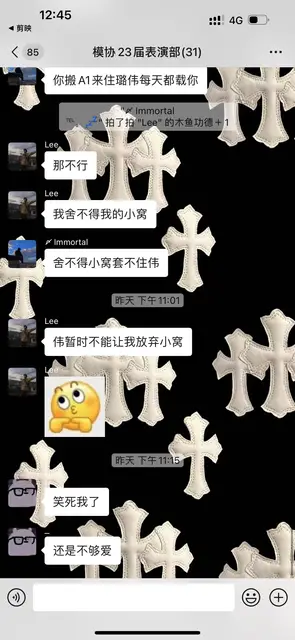 12:45
4G
剪映
85
模协23届表演部(31)
你搬A1来住璐伟每天都载你
Immortal
" 拍了拍 "Lee" 的木鱼功德+1
Lee
那不行
Lee
我舍不得我的小窝
Immortal
舍不得小窝套不住伟
昨天 下午11:01
Lee
伟暂时不能让我放弃小窝
Lee
昨天 下午11:15
笑死我了
还是不够爱